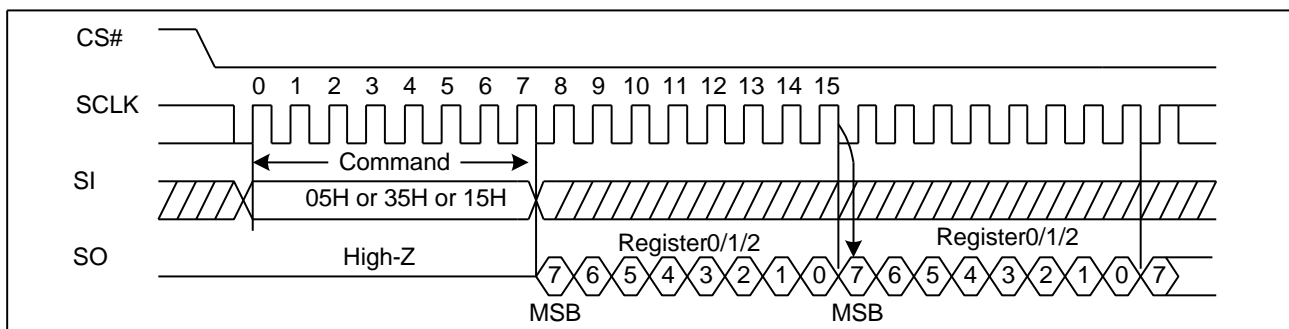 CS#
0 1 2 3 4 5 6 7 8 9 10 11 12 13 14 15
SCLK
Command
SI
05H or 35H or 15H
Register0/1/2 Register0/1/2
SO
High-Z
7 6 5 4 3 2 1 0 7 6 5 4 3 2 1 0 7
MSB MSB